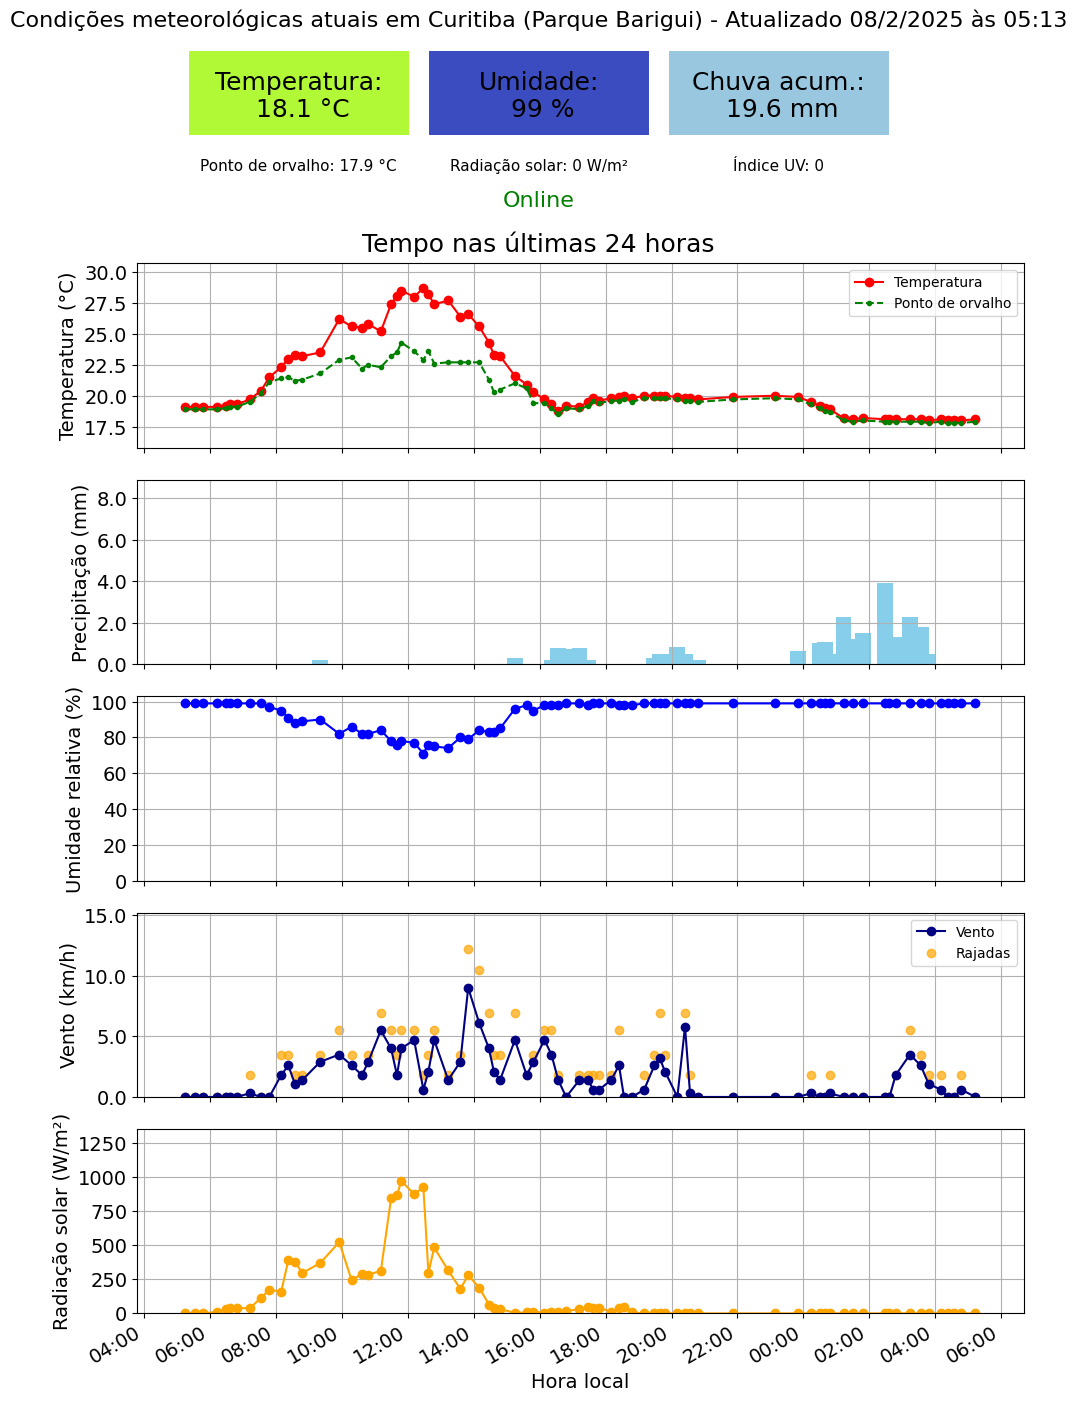 Condições meteorológicas atuais em Curitiba (Parque Barigui) - Atualizado 08/2/2025 às 05:13
Temperatura:
18.1 °C
Umidade:
99 %
Chuva acum.:
19.6 mm
Ponto de orvalho: 17.9 °C
Radiação solar: 0 W/m²
Índice UV: 0
Online
Tempo nas últimas 24 horas
Temperatura (°C)
30.0
27.5
25.0
22.5
20.0
17.5
Temperatura
Ponto de orvalho
Precipitação (mm)
8.0
6.0
4.0
2.0
0.0
Umidade relativa (%)
100
80
60
40
20
0
Vento (km/h)
15.0
10.0
5.0
0.0
Vento
Rajadas
Radiação solar (W/m²)
1250
1000
750
500
250
0
04:00
06:00
08:00
10:00
12:00
14:00
16:00
18:00
20:00
22:00
00:00
02:00
04:00
06:00
Hora local